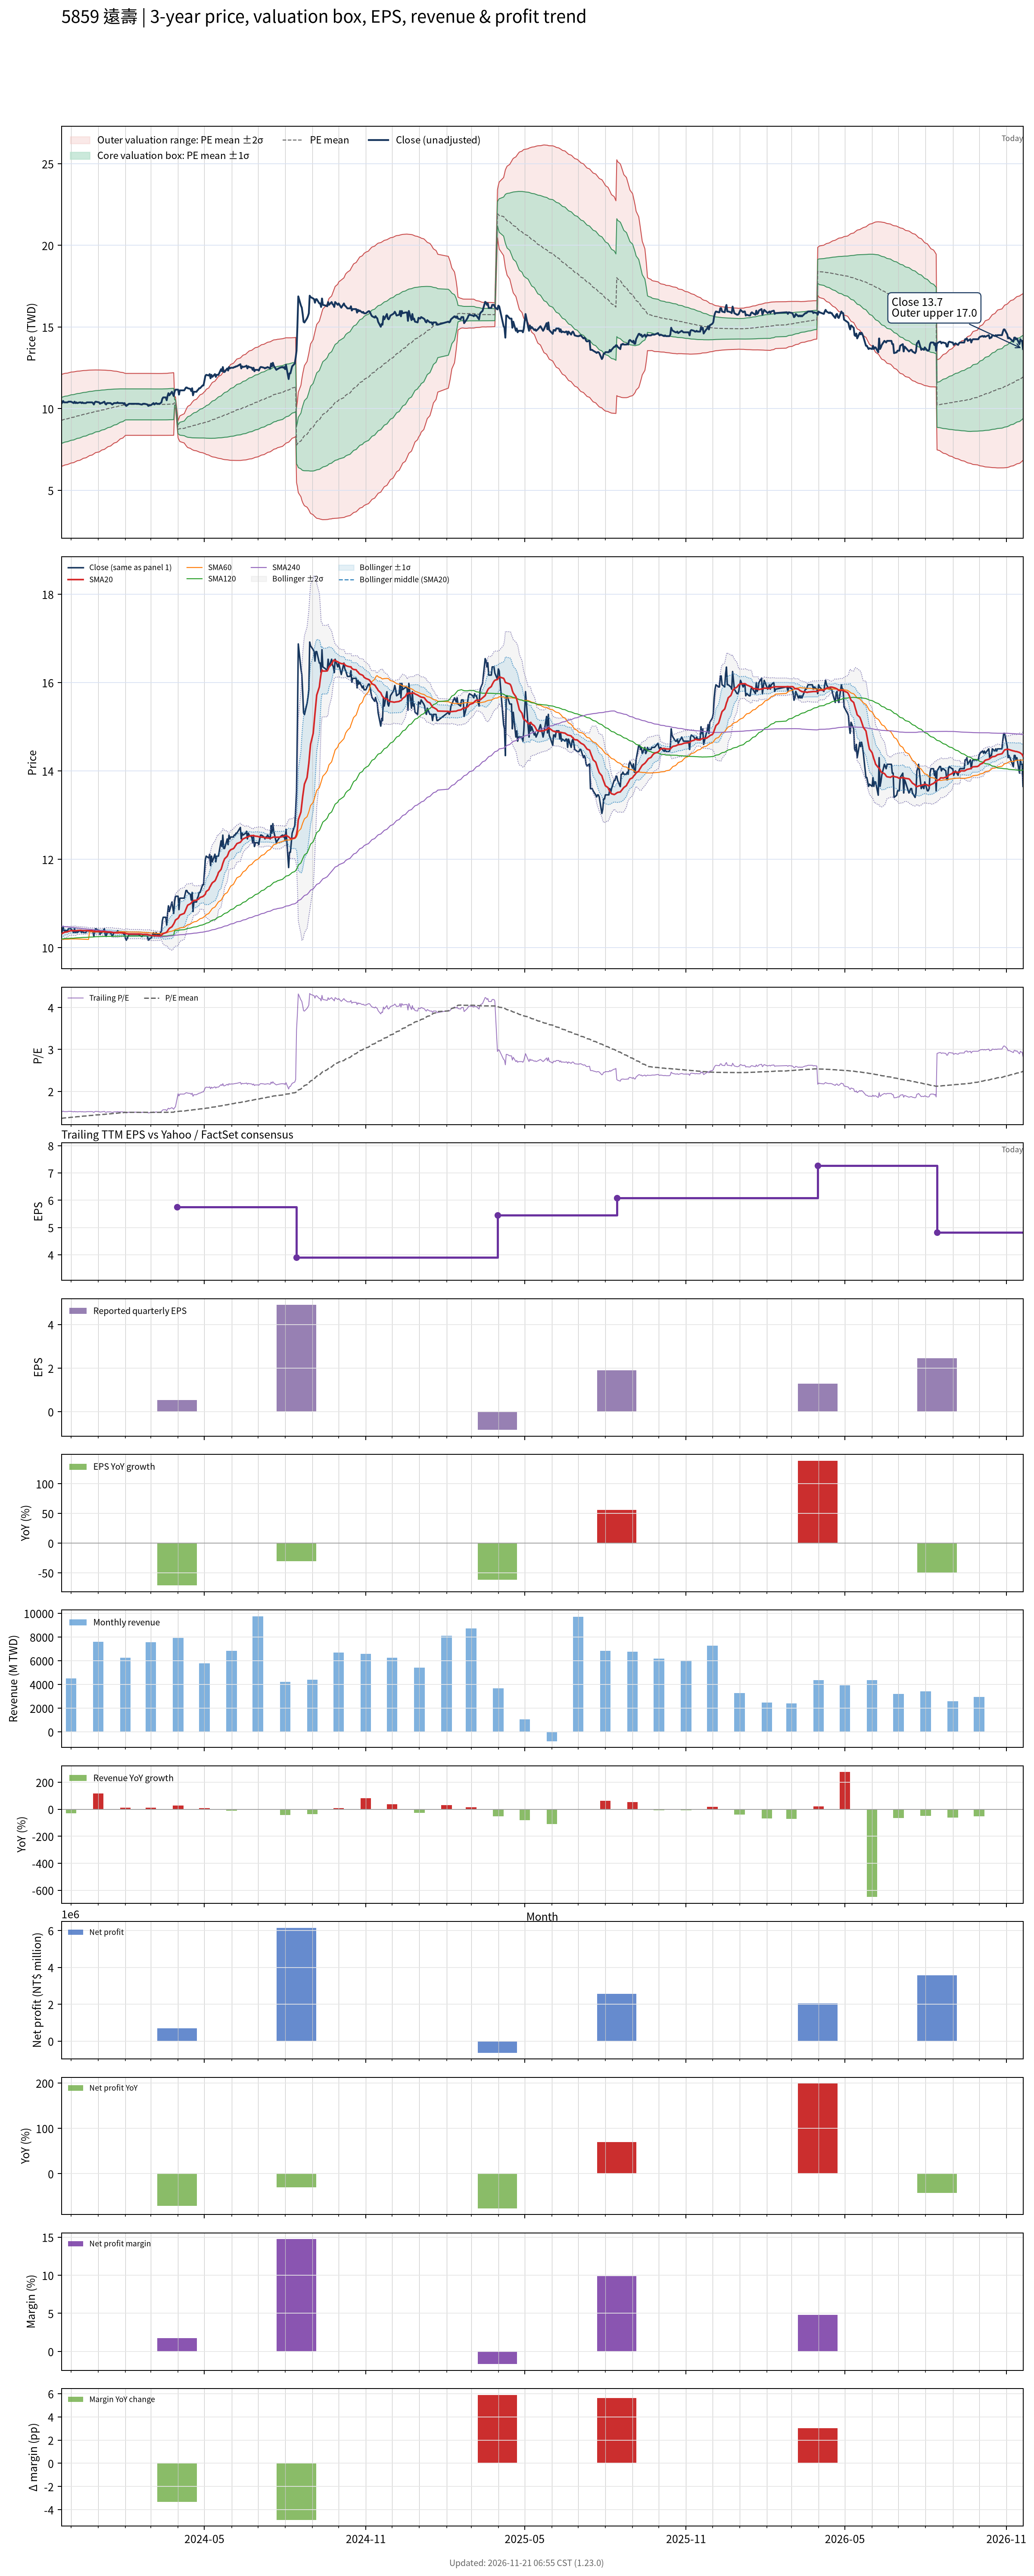 5859 遠壽 | 3-year price, valuation box, EPS, revenue & profit trend
Outer valuation range: PE mean ±2σ
Core valuation box: PE mean ±1σ
PE mean
Close (unadjusted)
Today
Close 13.7
Outer upper 17.0
Price (TWD)
25
20
15
10
5
Close (same as panel 1)
SMA20
SMA60
SMA120
SMA240
Bollinger ±2σ
Bollinger ±1σ
Bollinger middle (SMA20)
Price
18
16
14
12
10
Trailing P/E
P/E mean
P/E
4
3
2
Trailing TTM EPS vs Yahoo / FactSet consensus
Today
EPS
8
7
6
5
4
Reported quarterly EPS
EPS
4
2
0
EPS YoY growth
YoY (%)
100
50
0
-50
Monthly revenue
Revenue (M TWD)
10000
8000
6000
4000
2000
0
Revenue YoY growth
YoY (%)
200
0
-200
-400
-600
Month
1e6
Net profit
Net profit (NT$ million)
6
4
2
0
Net profit YoY
YoY (%)
200
100
0
Net profit margin
Margin (%)
15
10
5
0
Margin YoY change
Δ margin (pp)
6
4
2
0
-2
-4
2024-05
2024-11
2025-05
2025-11
2026-05
2026-11
Updated: 2026-11-21 06:55 CST (1.23.0)